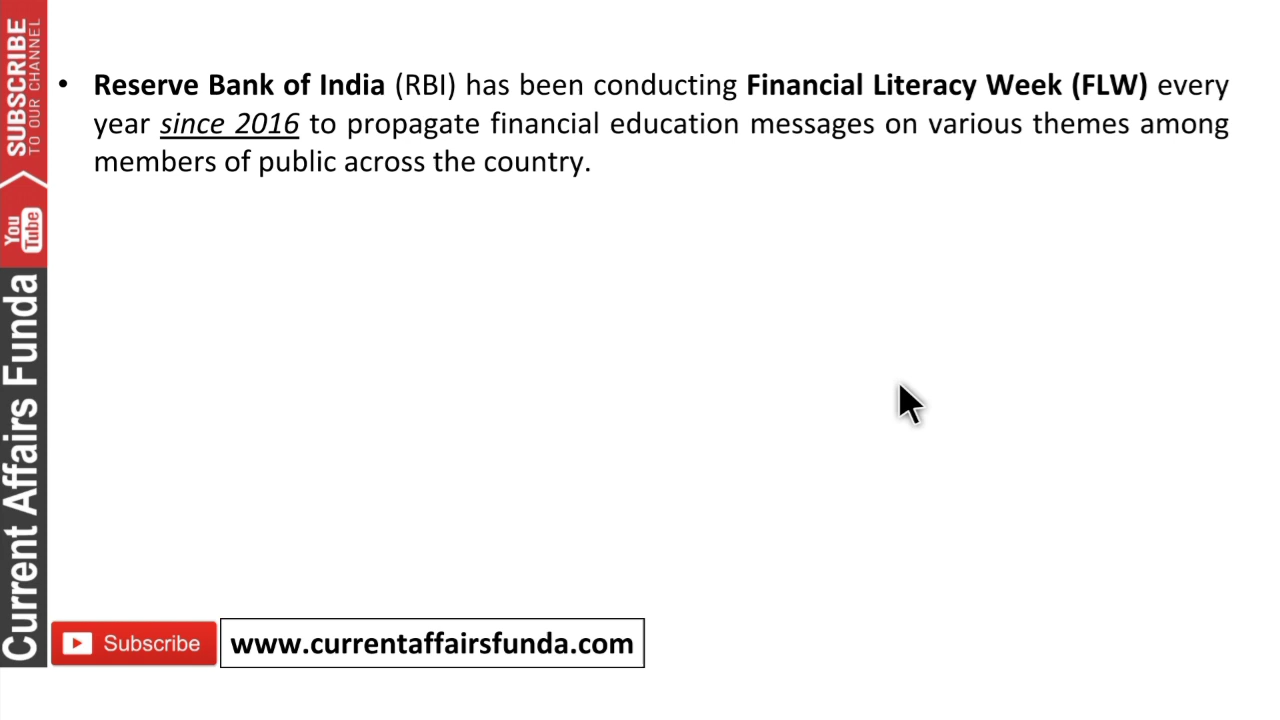 • Reserve Bank of India (RBI) has been conducting Financial Literacy Week (FLW) every
year since 2016 to propagate financial education messages on various themes among
members of public across the country.
SUBSCRIBE
TO OUR CHANNEL
You
Tube
Current Affairs Funda
Subscribe
www.currentaffairsfunda.com